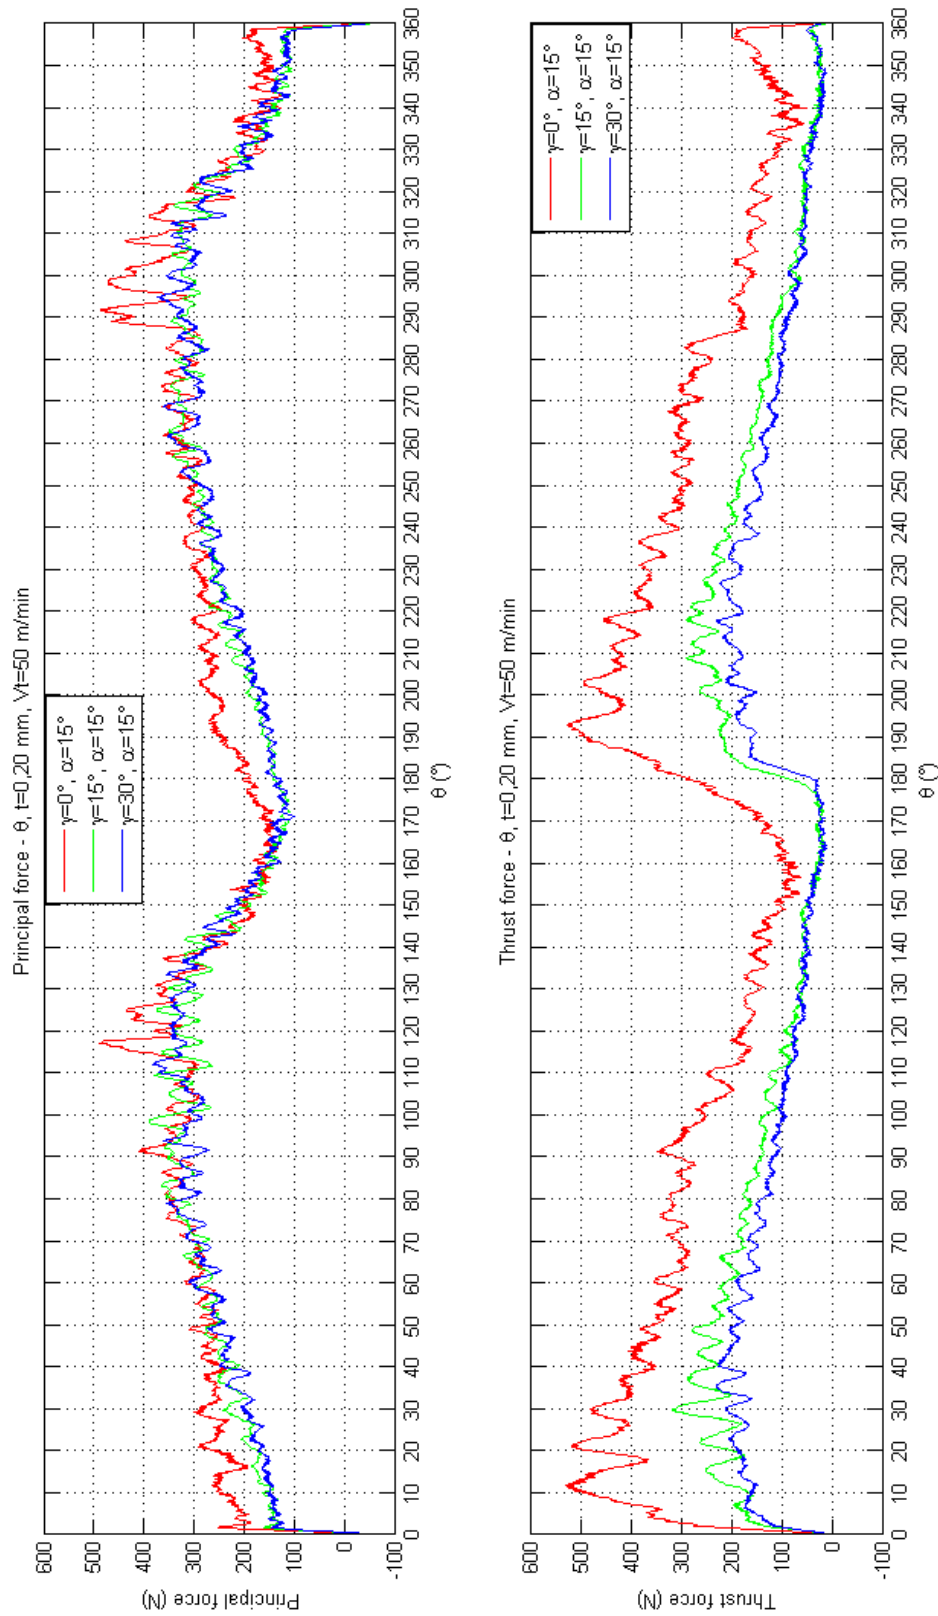 Principal force - θ, t=0,20 mm, Vt=50 m/min
600
500
400
300
200
100
0
-100
Principal force (N)
γ=0°, α=15°
γ=15°, α=15°
γ=30°, α=15°
0 10 20 30 40 50 60 70 80 90 100 110 120 130 140 150 160 170 180 190 200 210 220 230 240 250 260 270 280 290 300 310 320 330 340 350 360
θ (°)
Thrust force - θ, t=0,20 mm, Vt=50 m/min
600
500
400
300
200
100
0
-100
Thrust force (N)
γ=0°, α=15°
γ=15°, α=15°
γ=30°, α=15°
0 10 20 30 40 50 60 70 80 90 100 110 120 130 140 150 160 170 180 190 200 210 220 230 240 250 260 270 280 290 300 310 320 330 340 350 360
θ (°)